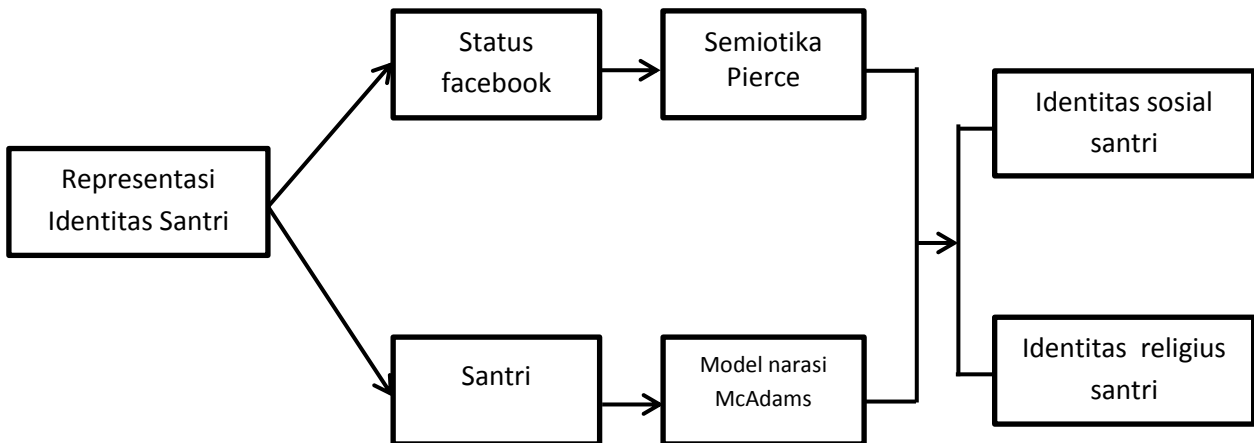 Representasi
Identitas Santri
Status
facebook
Semiotika
Pierce
Santri
Model narasi
McAdams
Identitas sosial
santri
Identitas religius
santri